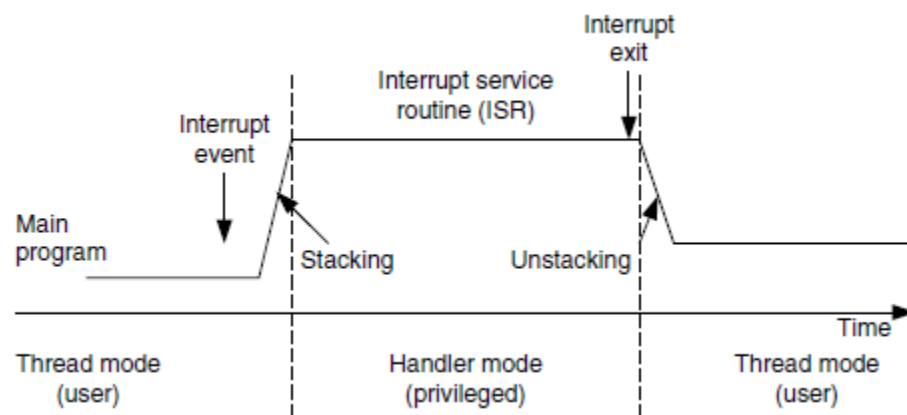 Interrupt
exit
Interrupt service
routine (ISR)
Interrupt
event
Main
program
Stacking
Unstacking
Time
Thread mode
(user)
Handler mode
(privileged)
Thread mode
(user)